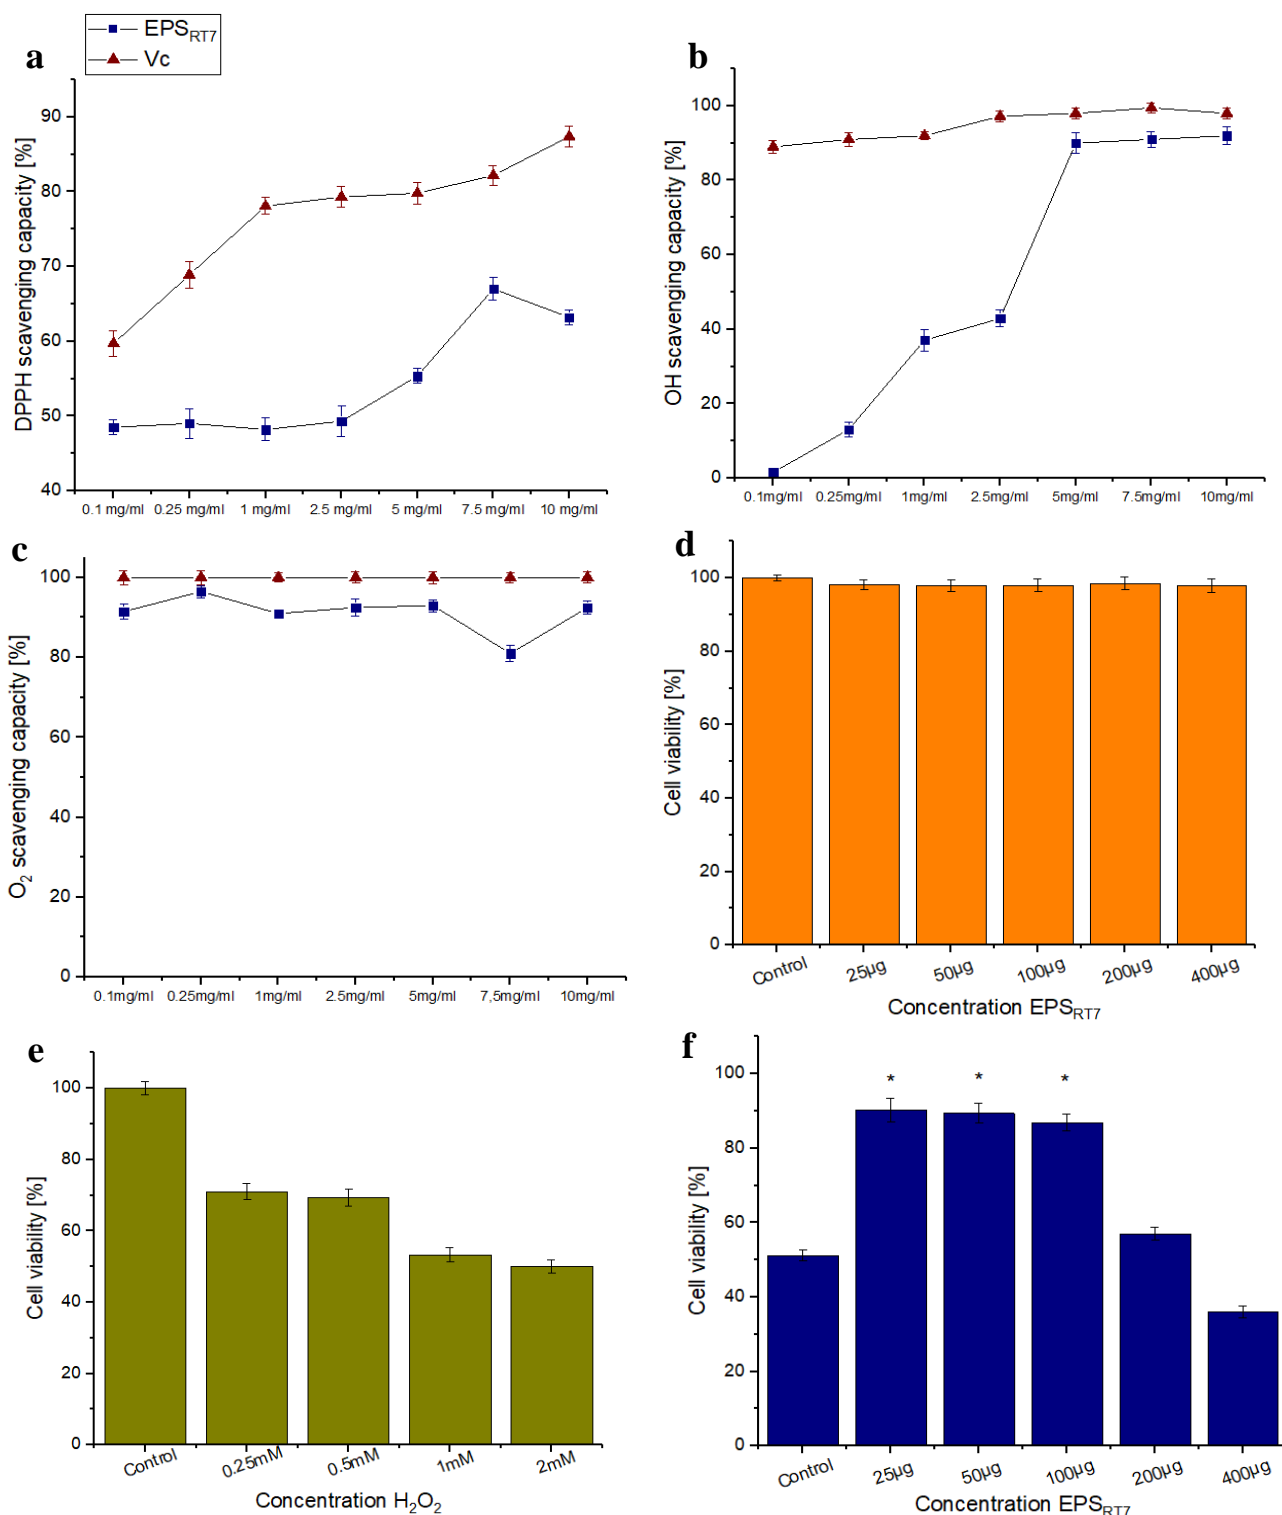 EPSRT7
Vc
a
DPPH scavenging capacity [%]
90
80
70
60
50
40
0.1 mg/ml 0.25 mg/ml 1 mg/ml 2.5 mg/ml 5 mg/ml 7.5 mg/ml 10 mg/ml
b
OH scavenging capacity [%]
100
80
60
40
20
0
0.1mg/ml 0.25mg/ml 1mg/ml 2.5mg/ml 5mg/ml 7.5mg/ml 10mg/ml
c
O2 scavenging capacity [%]
100
80
60
40
20
0
0.1mg/ml 0.25mg/ml 1mg/ml 2.5mg/ml 5mg/ml 7,5mg/ml 10mg/ml
d
Cell viability [%]
100
80
60
40
20
0
Control 25µg 50µg 100µg 200µg 400µg
Concentration EPSRT7
e
Cell viability [%]
100
80
60
40
20
0
Control 0.25mM 0.5mM 1mM 2mM
Concentration H2O2
f
Cell viability [%]
100
80
60
40
20
0
* * *
Control 25µg 50µg 100µg 200µg 400µg
Concentration EPSRT7